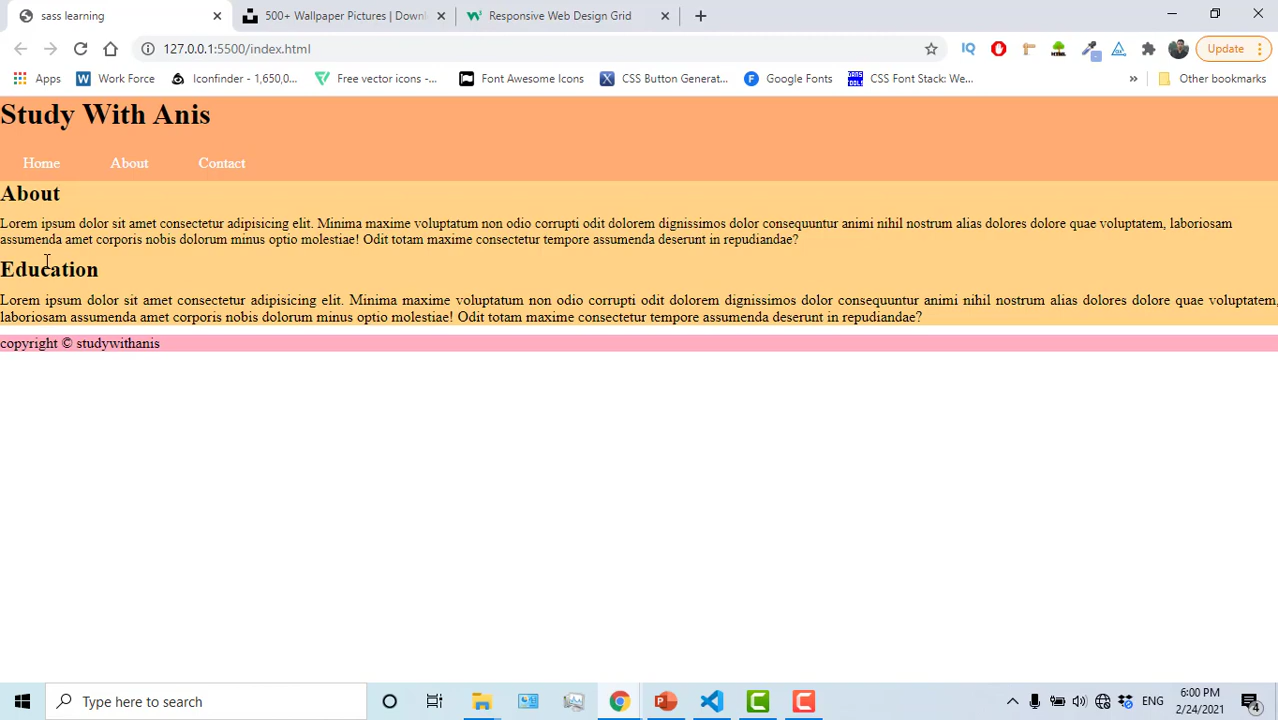 sass learning
500+ Wallpaper Pictures | Downl
Responsive Web Design Grid
127.0.0.1:5500/index.html
IQ
Update
Apps
Work Force
Iconfinder - 1,650,0...
Free vector icons -...
Font Awesome Icons
CSS Button Generat...
Google Fonts
CSS Font Stack: We...
Other bookmarks
Study With Anis
Home About Contact
About
Lorem ipsum dolor sit amet consectetur adipisicing elit. Minima maxime voluptatum non odio corrupti odit dolorem dignissimos dolor consequuntur animi nihil nostrum alias dolores dolore quae voluptatem, laboriosam
assumenda amet corporis nobis dolorum minus optio molestiae! Odit totam maxime consectetur tempore assumenda deserunt in repudiandae?
Education
Lorem ipsum dolor sit amet consectetur adipisicing elit. Minima maxime voluptatum non odio corrupti odit dolorem dignissimos dolor consequuntur animi nihil nostrum alias dolores dolore quae voluptatem,
laboriosam assumenda amet corporis nobis dolorum minus optio molestiae! Odit totam maxime consectetur tempore assumenda deserunt in repudiandae?
copyright © studywithanis
Type here to search
ENG
6:00 PM
2/24/2021
4